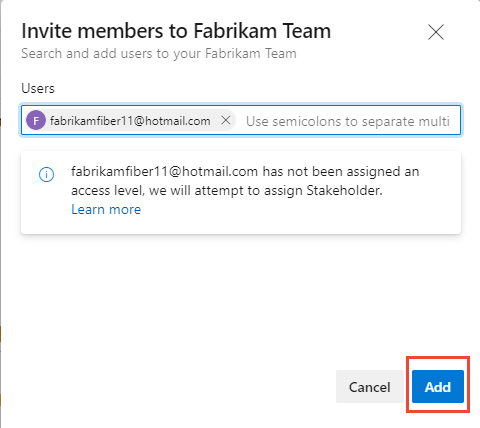 Invite members to Fabrikam Team
Search and add users to your Fabrikam Team
Users
F fabrikamfiber11@hotmail.com Use semicolons to separate multi
fabrikamfiber11@hotmail.com has not been assigned an
access level, we will attempt to assign Stakeholder.
Learn more
Cancel Add